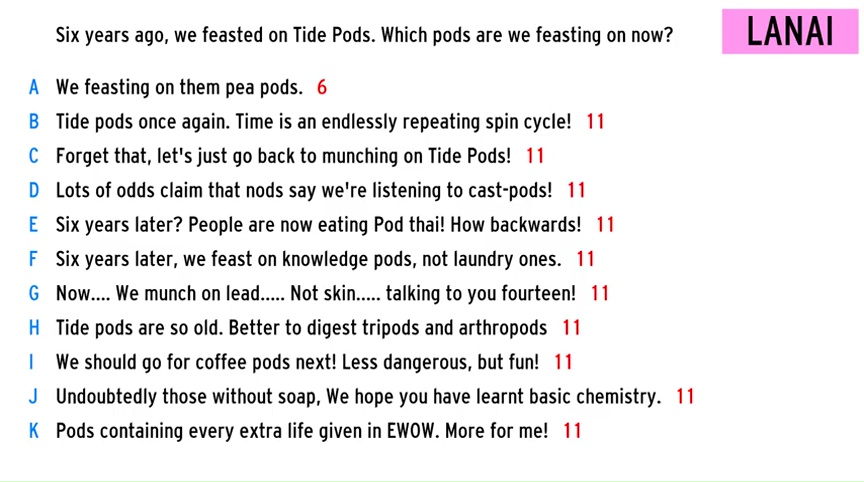 Six years ago, we feasted on Tide Pods. Which pods are we feasting on now?
LANAI
A We feasting on them pea pods. 6
B Tide pods once again. Time is an endlessly repeating spin cycle! 11
C Forget that, let's just go back to munching on Tide Pods! 11
D Lots of odds claim that nods say we're listening to cast-pods! 11
E Six years later? People are now eating Pod thai! How backwards! 11
F Six years later, we feast on knowledge pods, not laundry ones. 11
G Now.... We munch on lead..... Not skin..... talking to you fourteen! 11
H Tide pods are so old. Better to digest tripods and arthropods 11
I We should go for coffee pods next! Less dangerous, but fun! 11
J Undoubtedly those without soap, We hope you have learnt basic chemistry. 11
K Pods containing every extra life given in EWOW. More for me! 11